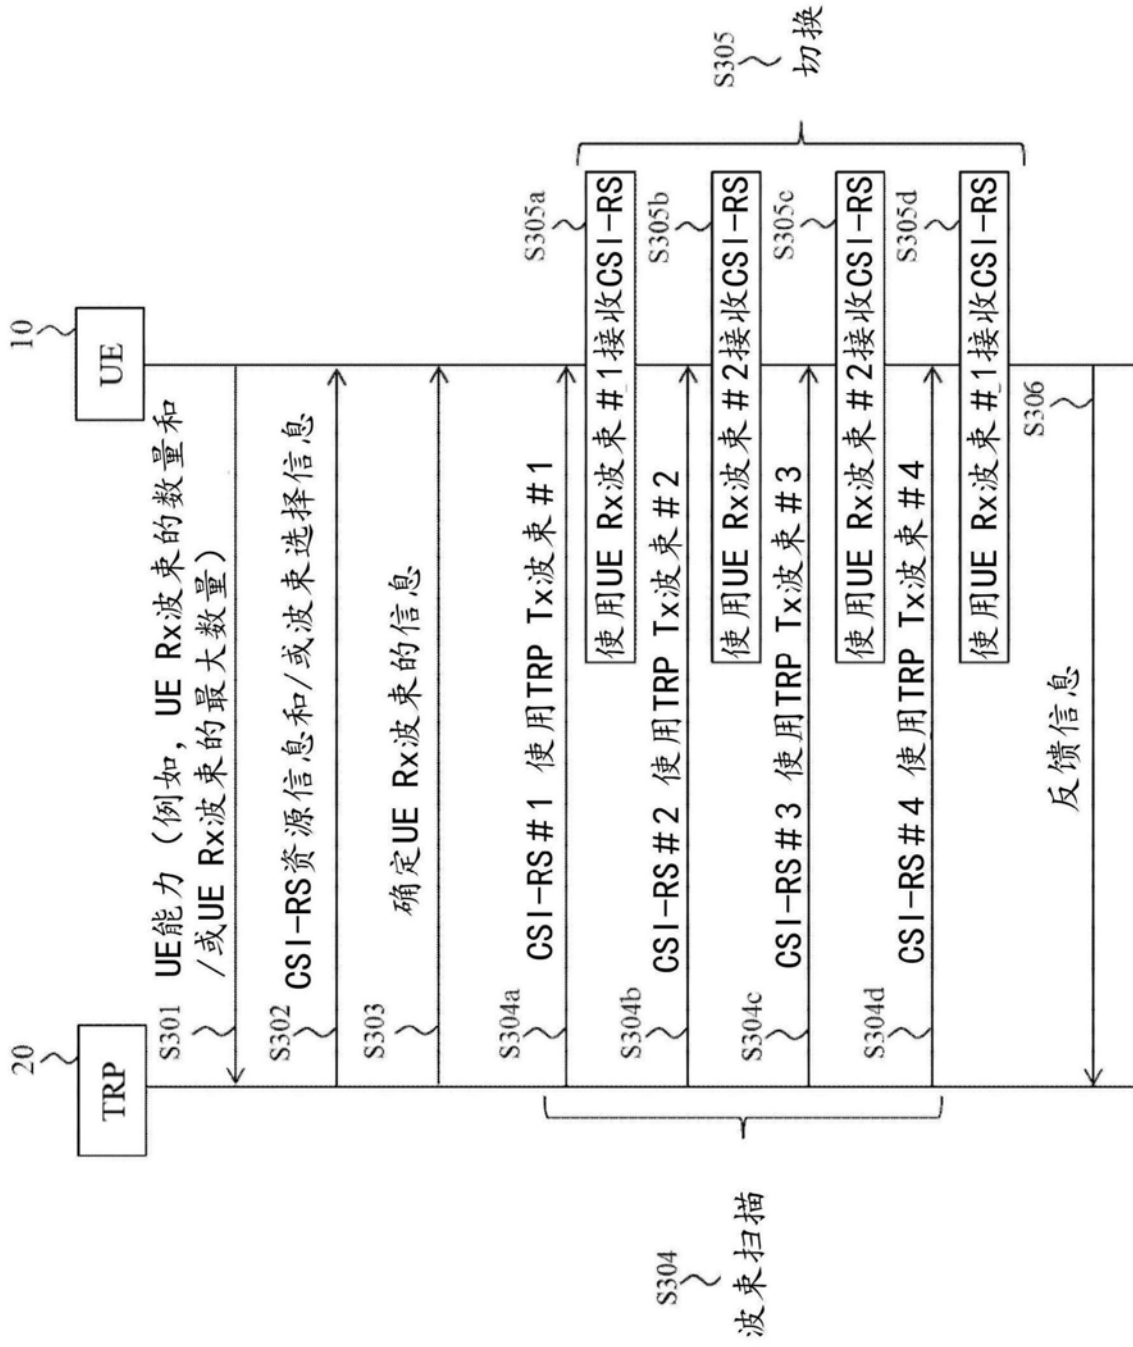 20
TRP
10
UE
S301
UE能力（例如，UE Rx波束的数量和
/或UE Rx波束的最大数量）
S302
CSI-RS资源信息和/或波束选择信息
S303
确定UE Rx波束的信息
S304
波束扫描
S304a
CSI-RS#1 使用TRP Tx波束#1
S305a
使用UE Rx波束#1接收CSI-RS
S304b
CSI-RS#2 使用TRP Tx波束#2
S305b
使用UE Rx波束#2接收CSI-RS
S304c
CSI-RS#3 使用TRP Tx波束#3
S305c
使用UE Rx波束#2接收CSI-RS
S304d
CSI-RS#4 使用TRP Tx波束#4
S305d
使用UE Rx波束#1接收CSI-RS
S305
切换
S306
反馈信息